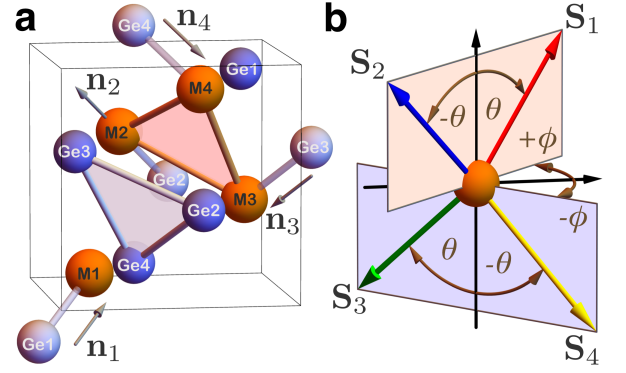 a
Ge4
n4
Ge1
n2
M4
M2
Ge3
Ge3
Ge2
Ge2
M3
n3
M1
Ge4
Ge1
n1
b
S1
S2
-θ
θ
+ϕ
-ϕ
θ
-θ
S3
S4